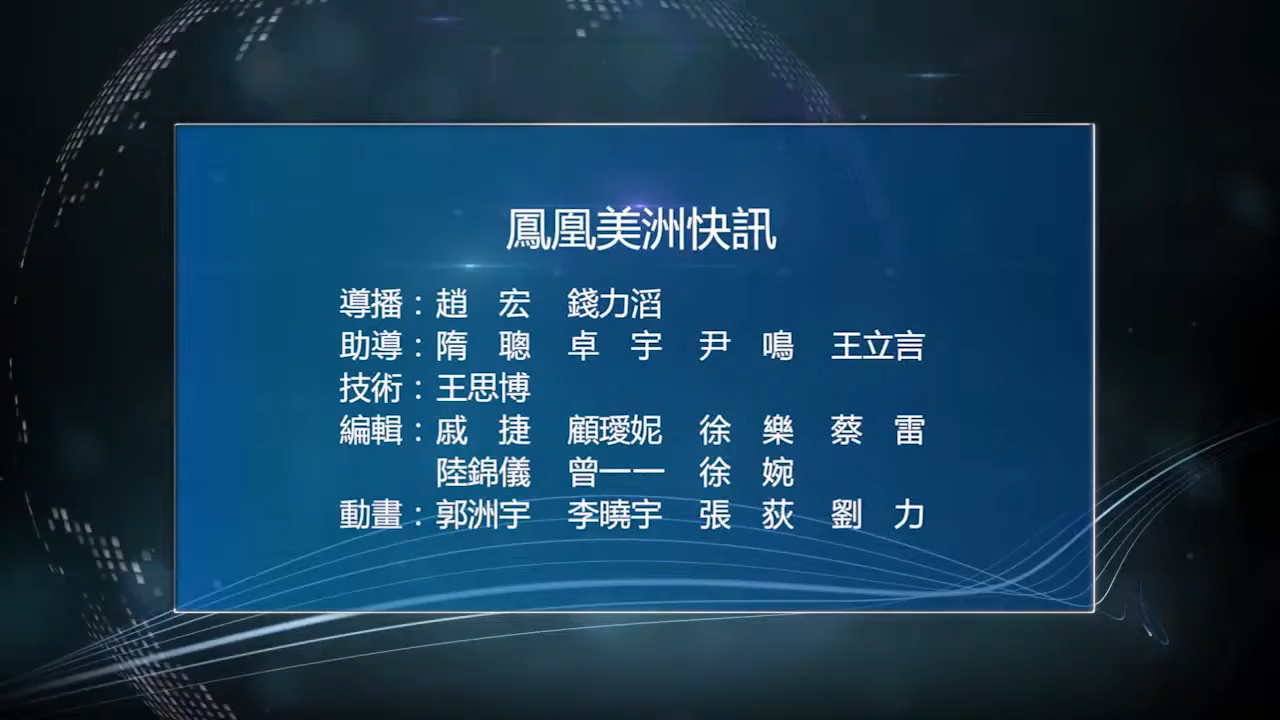 鳳凰美洲快訊
導播：趙　宏　錢力滔
助導：隋　聰　卓　宇　尹　鳴　王立言
技術：王思博
編輯：戚　捷　顧璦妮　徐　樂　蔡　雷
陸錦儀　曾一一　徐　婉
動畫：郭洲宇　李曉宇　張　荻　劉　力